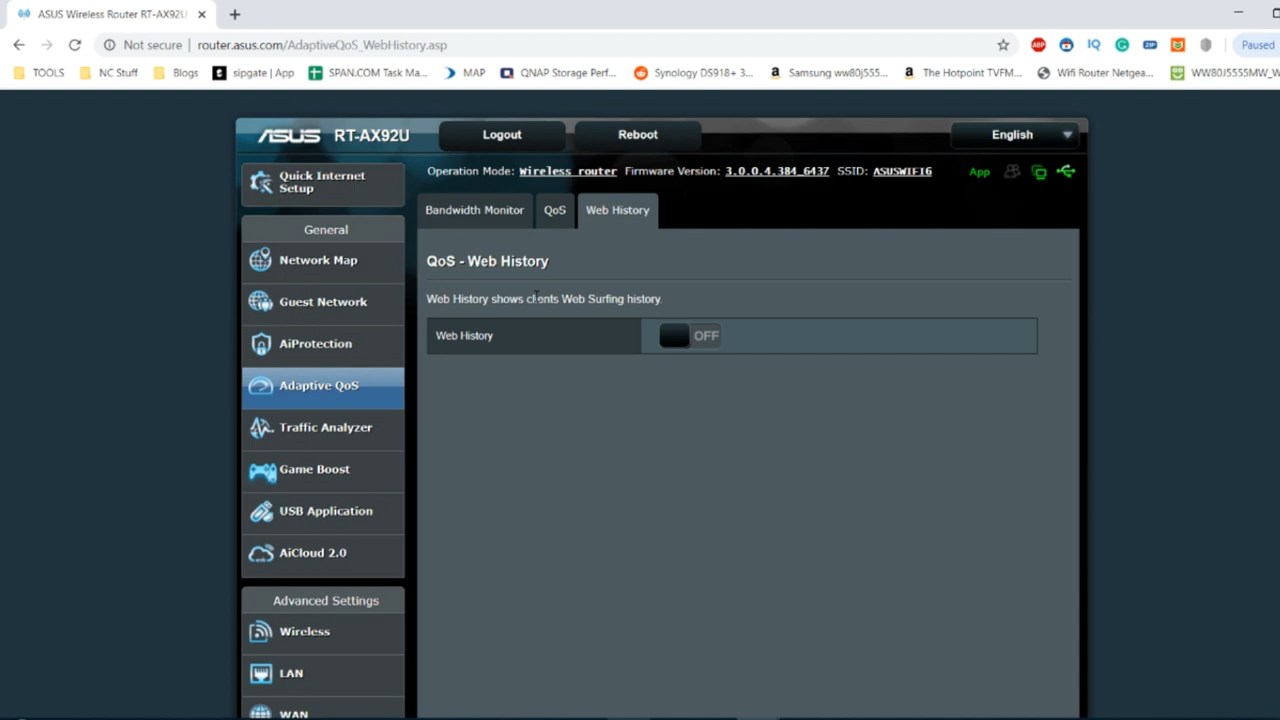 ASUS Wireless Router RT-AX92U
Not secure router.asus.com/AdaptiveQoS_WebHistory.asp
ABP IQ ZIP Paused
TOOLS NC Stuff Blogs sipgate | App SPAN.COM Task Ma... MAP QNAP Storage Perf... Synology DS918+ 3... Samsung ww80j555... The Hotpoint TVFM... Wifi Router Netgea... WW80J5555MW_W
ASUS RT-AX92U Logout Reboot English
Quick Internet
Setup
Operation Mode: Wireless router Firmware Version: 3.0.0.4.384_6437 SSID: ASUSWIFI6 App
Bandwidth Monitor QoS Web History
General
Network Map
Guest Network
AiProtection
Adaptive QoS
Traffic Analyzer
Game Boost
USB Application
AiCloud 2.0
Advanced Settings
Wireless
LAN
WAN
QoS - Web History
Web History shows clients Web Surfing history.
Web History OFF